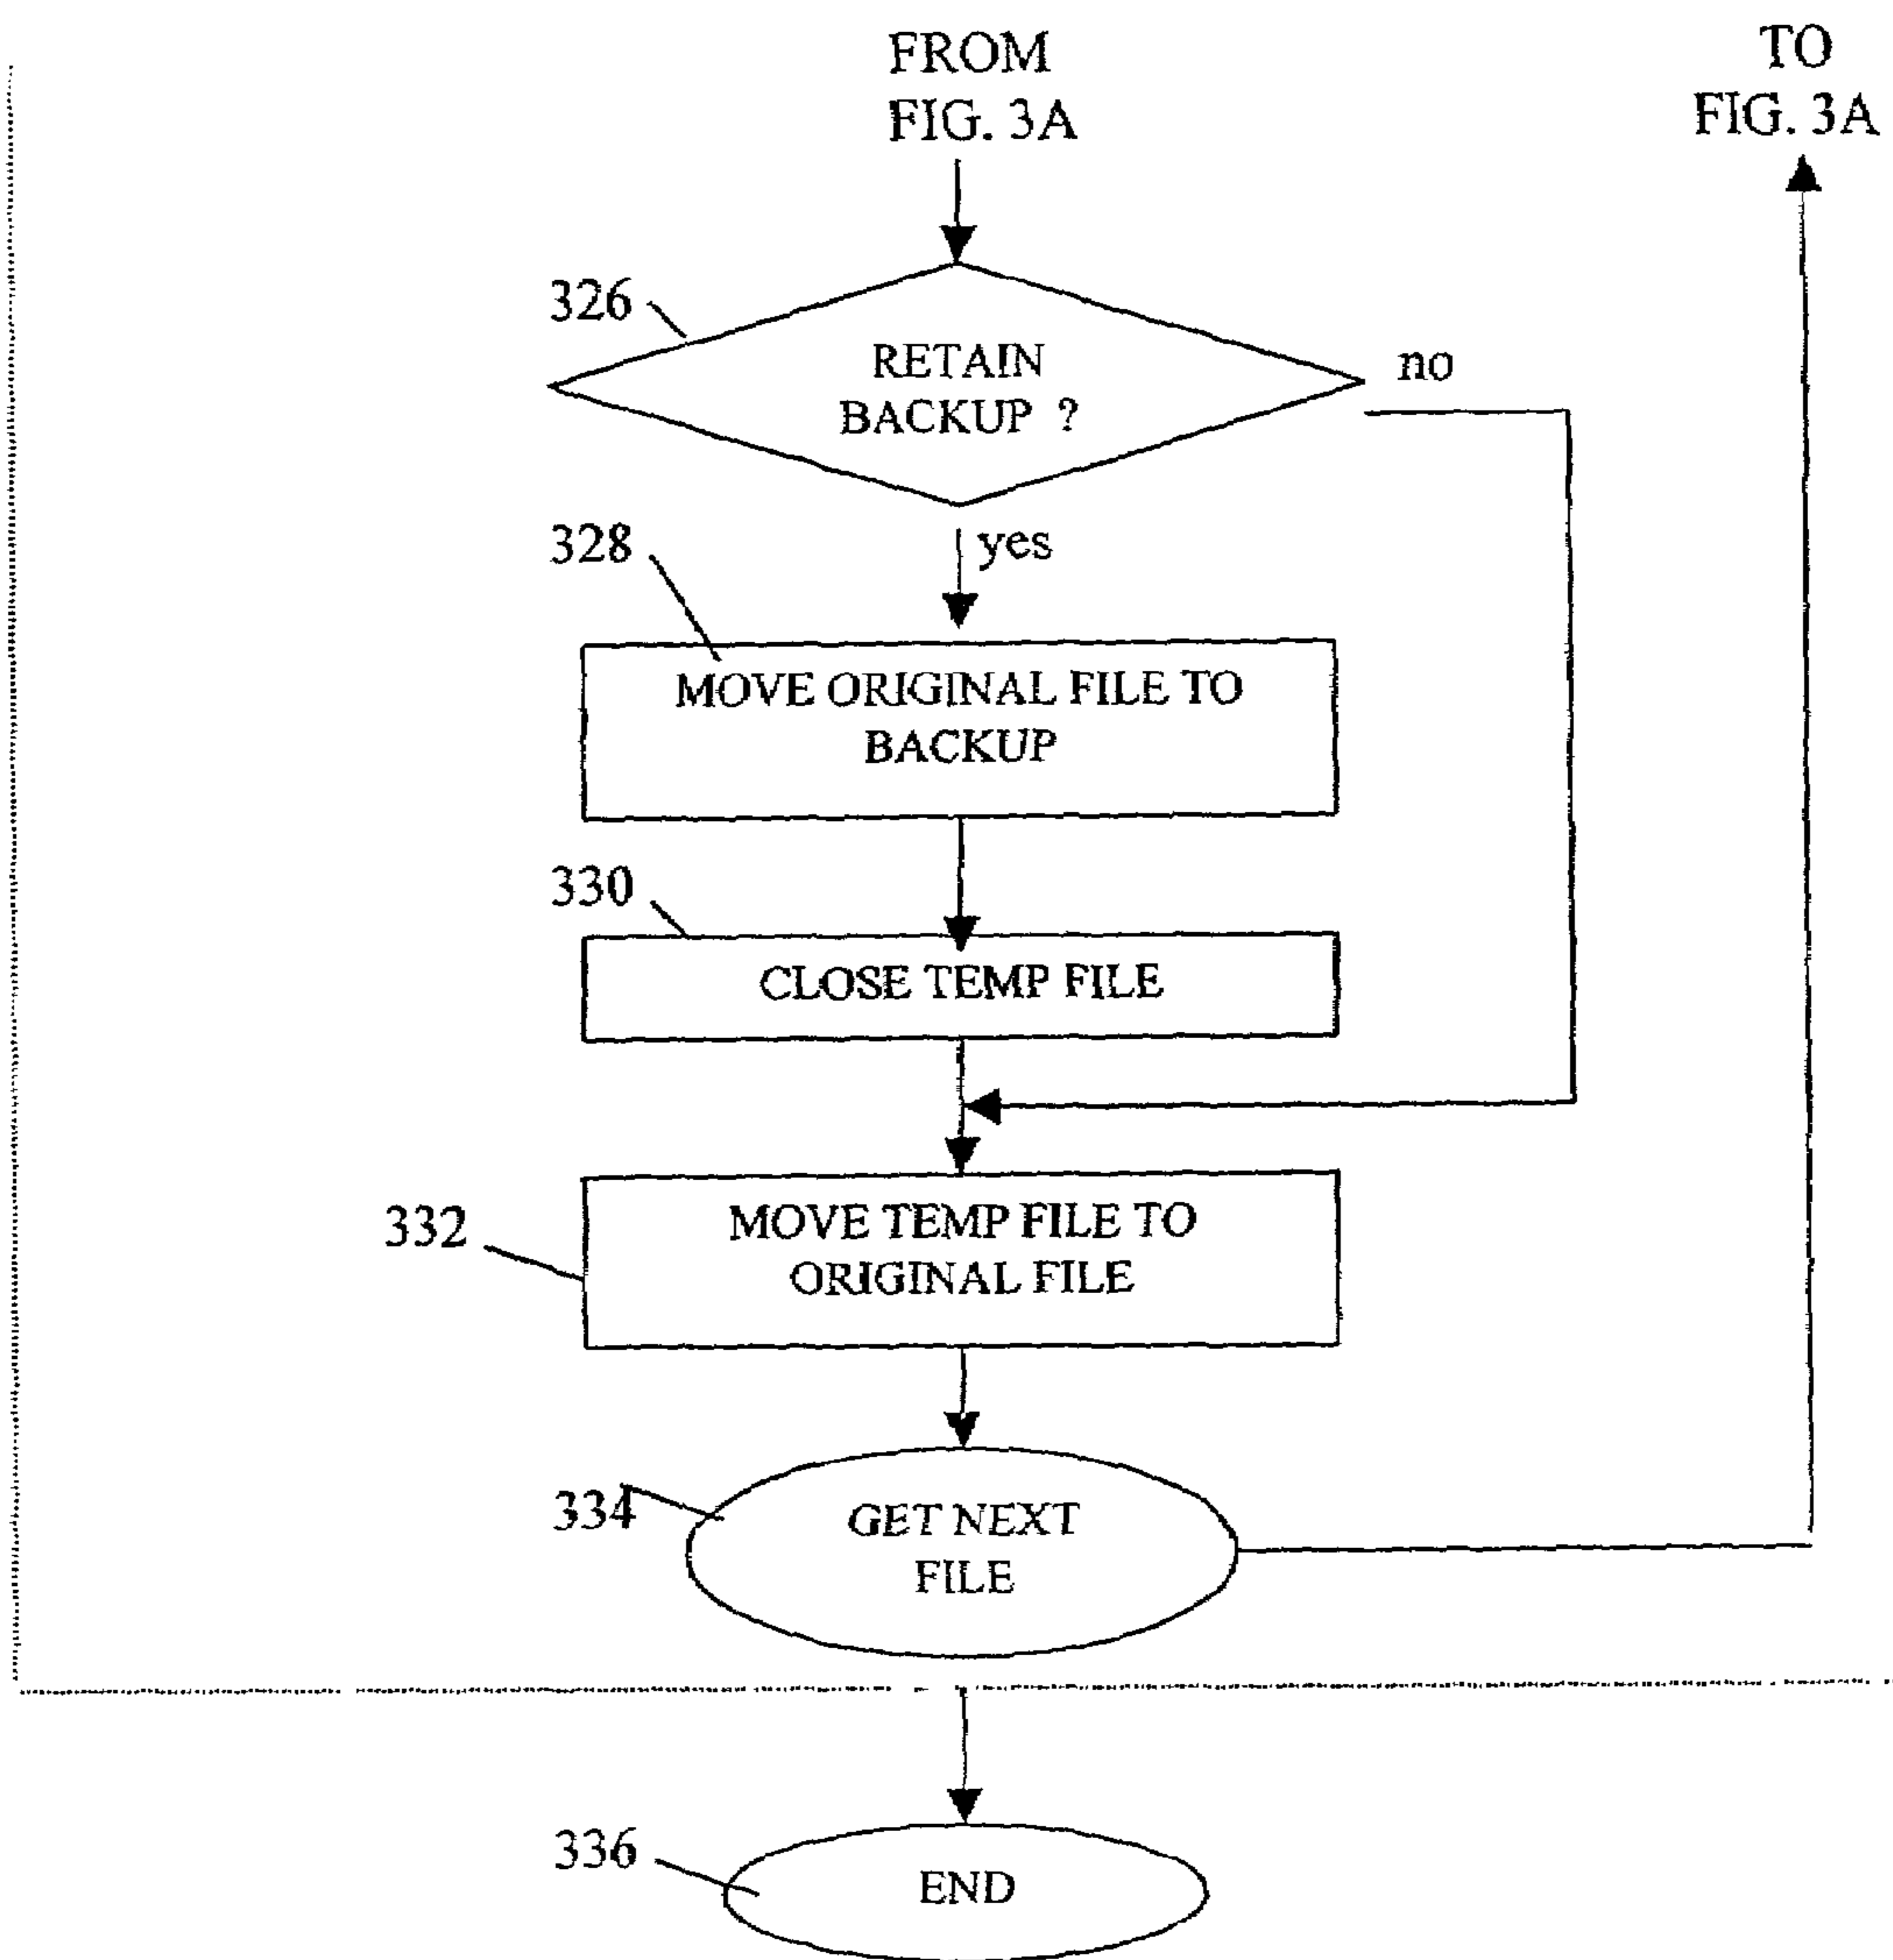 FROM
FIG. 3A
TO
FIG. 3A
326
RETAIN
BACKUP ?
no
yes
328
MOVE ORIGINAL FILE TO
BACKUP
330
CLOSE TEMP FILE
332
MOVE TEMP FILE TO
ORIGINAL FILE
334
GET NEXT
FILE
336
END